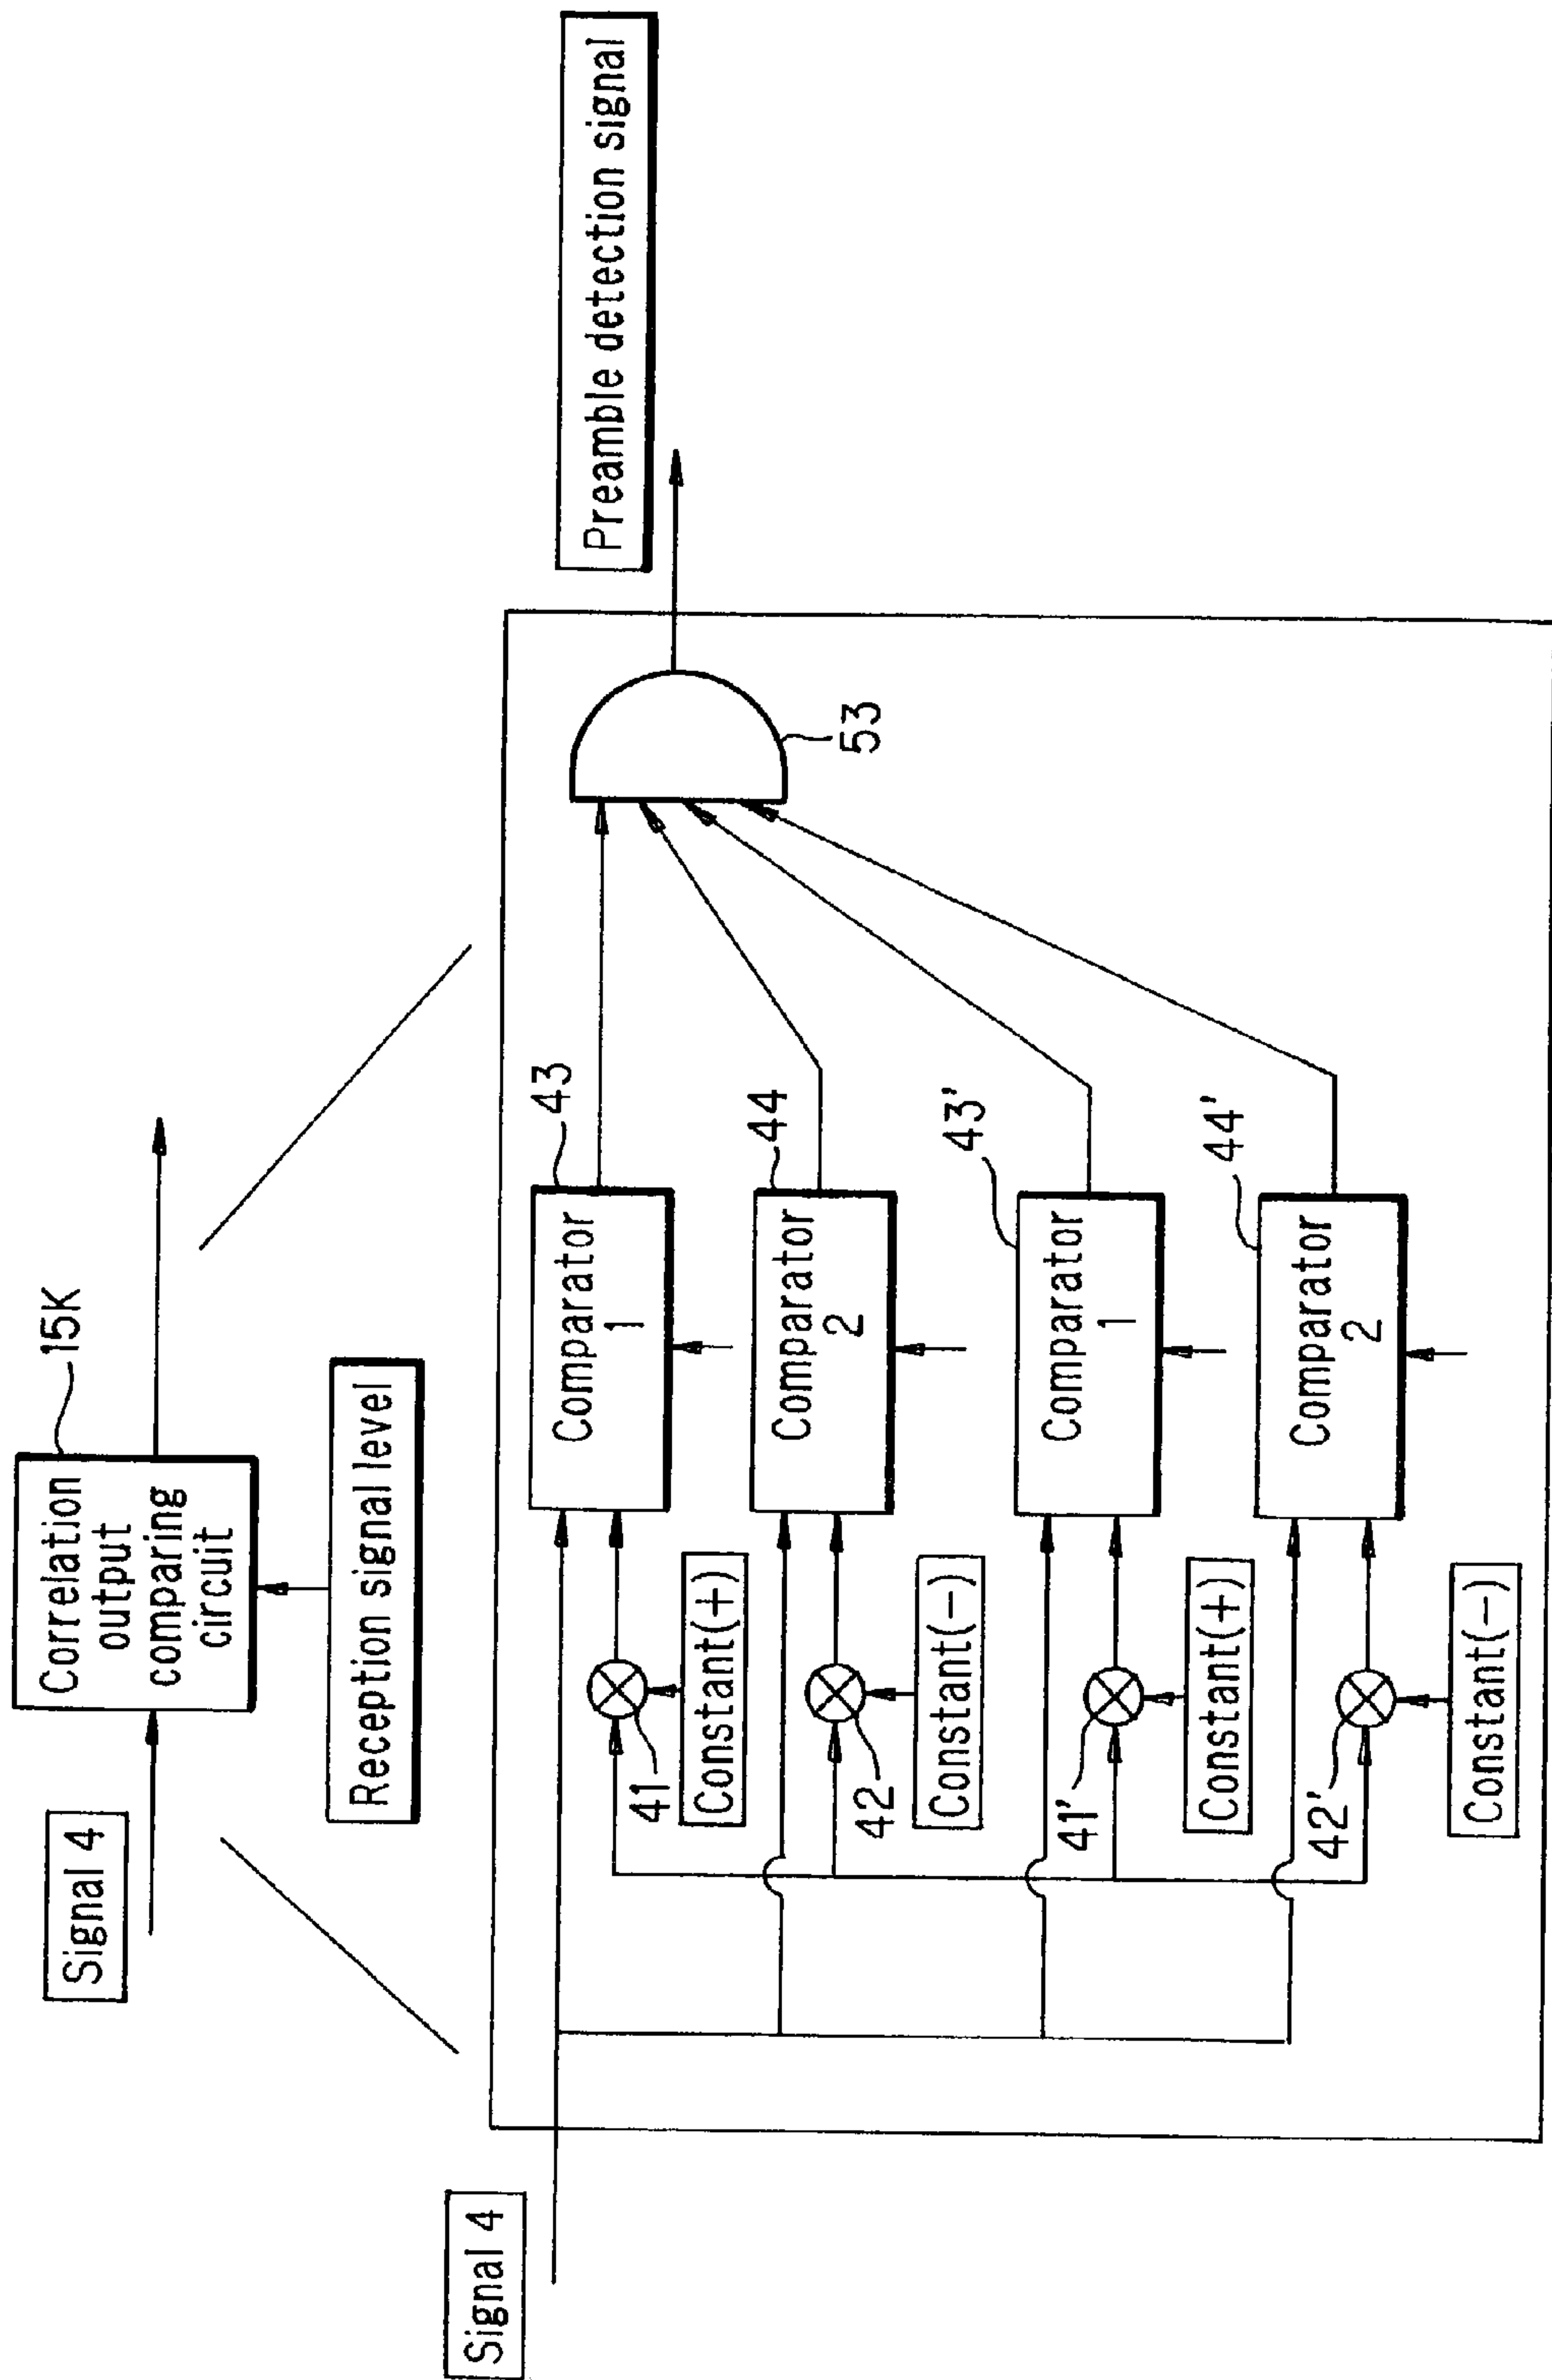 Signal 4
Correlation
output
comparing
circuit
15K
Reception signal level
Signal 4
Preamble detection signal
Comparator
1
43
41
Constant(+)
Comparator
2
44
42
Constant(-)
53
Comparator
1
43'
41'
Constant(+)
Comparator
2
44'
42'
Constant(-)